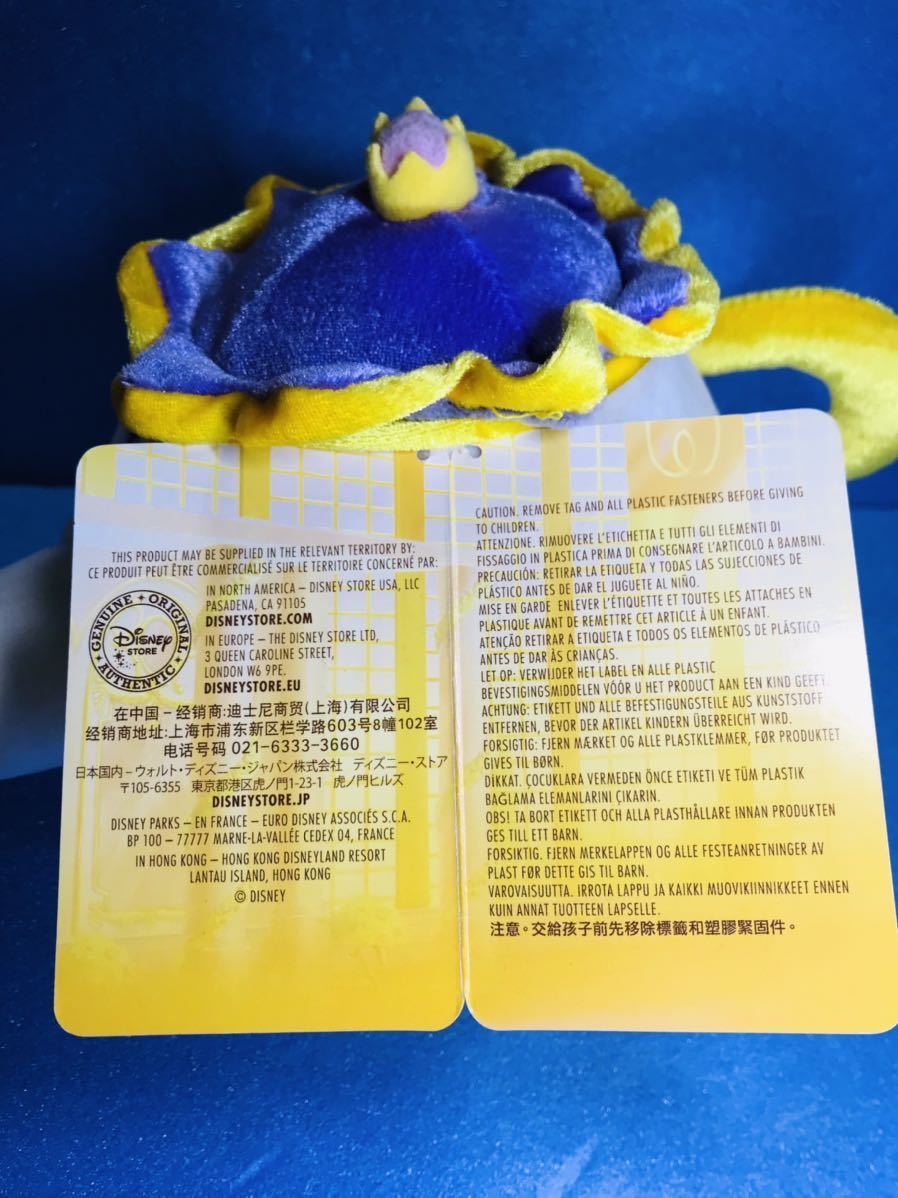 THIS PRODUCT MAY BE SUPPLIED IN THE RELEVANT TERRITORY BY:
CE PRODUIT PEUT ÊTRE COMMERCIALISÉ SUR LE TERRITOIRE CONCERNÉ PAR:
GENUINE • ORIGINAL
Disney
STORE
AUTHENTIC
IN NORTH AMERICA – DISNEY STORE USA, LLC
PASADENA, CA 91105
DISNEYSTORE.COM
IN EUROPE – THE DISNEY STORE LTD,
3 QUEEN CAROLINE STREET,
LONDON W6 9PE.
DISNEYSTORE.EU
在中国 – 经销商:迪士尼商贸(上海)有限公司
经销商地址:上海市浦东新区栏学路603号8幢102室
电话号码 021-6333-3660
日本国内 – ウォルト・ディズニー・ジャパン株式会社 ディズニー・ストア
〒105-6355 東京都港区虎ノ門1-23-1 虎ノ門ヒルズ
DISNEYSTORE.JP
DISNEY PARKS – EN FRANCE – EURO DISNEY ASSOCIÉS S.C.A.
BP 100 – 77777 MARNE-LA-VALLÉE CEDEX 04, FRANCE
IN HONG KONG – HONG KONG DISNEYLAND RESORT
LANTAU ISLAND, HONG KONG
© DISNEY
CAUTION. REMOVE TAG AND ALL PLASTIC FASTENERS BEFORE GIVING
TO CHILDREN.
ATTENZIONE. RIMUOVERE L'ETICHETTA E TUTTI GLI ELEMENTI DI
FISSAGGIO IN PLASTICA PRIMA DI CONSEGNARE L'ARTICOLO A BAMBINI.
PRECAUCIÓN: RETIRAR LA ETIQUETA Y TODAS LAS SUJECCIONES DE
PLÁSTICO ANTES DE DAR EL JUGUETE AL NIÑO.
MISE EN GARDE ENLEVER L'ÉTIQUETTE ET TOUTES LES ATTACHES EN
PLASTIQUE AVANT DE REMETTRE CET ARTICLE À UN ENFANT.
ATENÇÃO RETIRAR A ETIQUETA E TODOS OS ELEMENTOS DE PLÁSTICO
ANTES DE DAR ÀS CRIANÇAS.
LET OP: VERWIJDER HET LABEL EN ALLE PLASTIC
BEVESTIGINGSMIDDELEN VÓÓR U HET PRODUCT AAN EEN KIND GEEFT.
ACHTUNG: ETIKETT UND ALLE BEFESTIGUNGSTEILE AUS KUNSTSTOFF
ENTFERNEN, BEVOR DER ARTIKEL KINDERN ÜBERREICHT WIRD.
FORSIGTIG: FJERN MÆRKET OG ALLE PLASTKLEMMER, FØR PRODUKTET
GIVES TIL BØRN.
DIKKAT. ÇOCUKLARA VERMEDEN ÖNCE ETIKETI VE TÜM PLASTIK
BAĞLAMA ELEMANLARINI ÇIKARIN.
OBS! TA BORT ETIKETT OCH ALLA PLASTHÅLLARE INNAN PRODUKTEN
GES TILL ETT BARN.
FORSIKTIG. FJERN MERKELAPPEN OG ALLE FESTEANRETNINGER AV
PLAST FØR DETTE GIS TIL BARN.
VAROVAISUUTTA. IRROTA LAPPU JA KAIKKI MUOVIKIINNIKKEET ENNEN
KUIN ANNAT TUOTTEEN LAPSELLE.
注意。交給孩子前先移除標籤和塑膠緊固件。